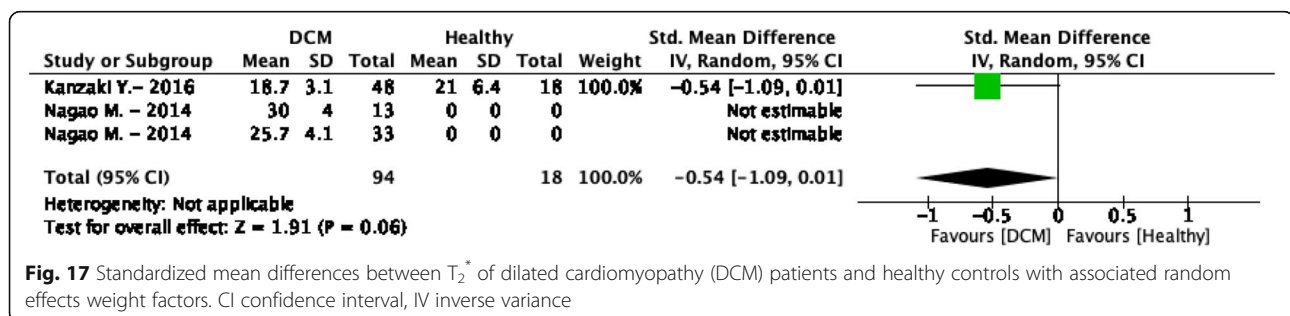 DCM Healthy Std. Mean Difference Std. Mean Difference
Study or Subgroup Mean SD Total Mean SD Total Weight IV, Random, 95% CI IV, Random, 95% CI
Kanzaki Y.– 2016 18.7 3.1 48 21 6.4 18 100.0% −0.54 [−1.09, 0.01]
Nagao M. – 2014 30 4 13 0 0 0 Not estimable
Nagao M. – 2014 25.7 4.1 33 0 0 0 Not estimable
Total (95% CI) 94 18 100.0% −0.54 [−1.09, 0.01]
Heterogeneity: Not applicable
Test for overall effect: Z = 1.91 (P = 0.06)
−1 −0.5 0 0.5 1
Favours [DCM] Favours [Healthy]
Fig. 17 Standardized mean differences between T₂* of dilated cardiomyopathy (DCM) patients and healthy controls with associated random
effects weight factors. CI confidence interval, IV inverse variance